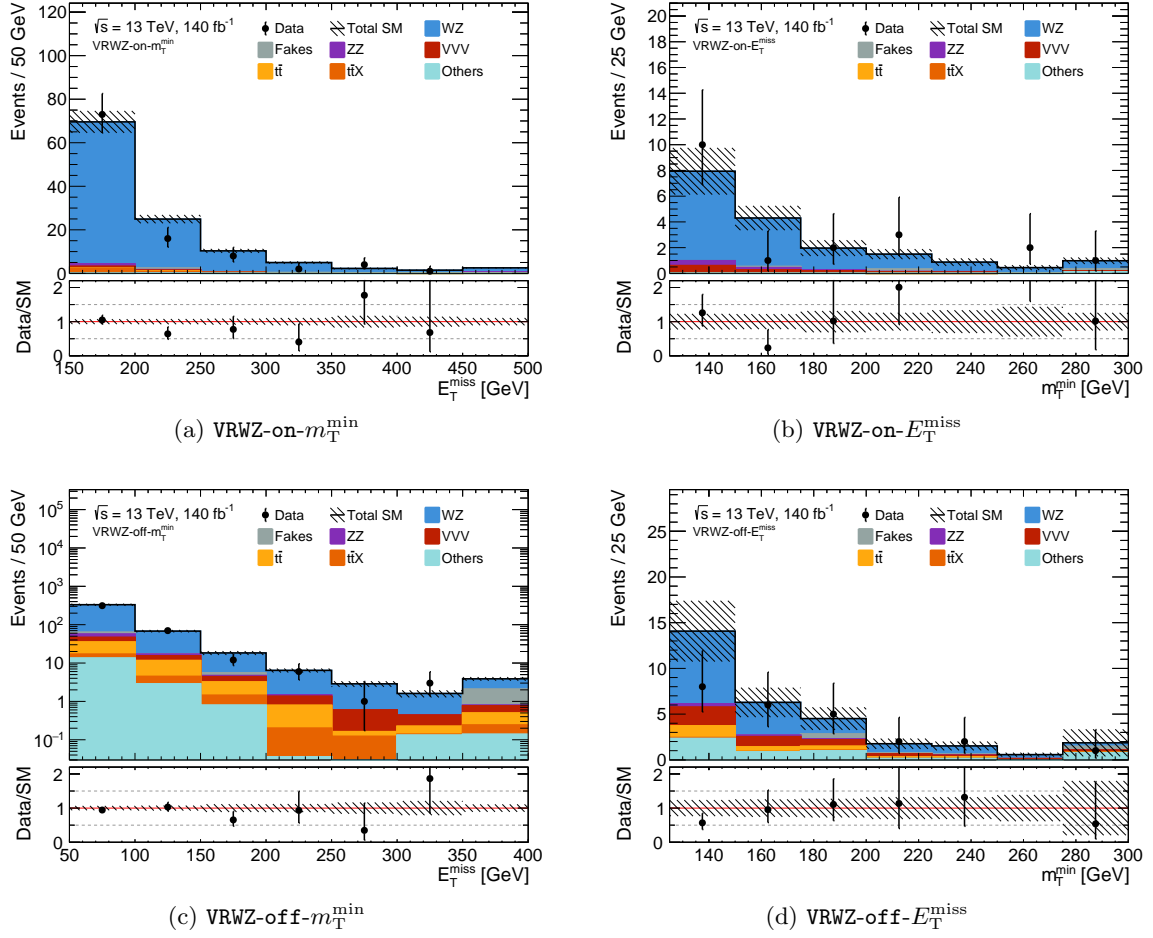 √s = 13 TeV, 140 fb⁻¹
VRWZ-on-m_T^min
Data
Total SM
WZ
Fakes
ZZ
VVV
tt̄
tt̄X
Others
Events / 50 GeV
0 20 40 60 80 100 120
Data/SM
0 1 2
150 200 250 300 350 400 450 500
E_T^miss [GeV]
(a) VRWZ-on-m_T^min
√s = 13 TeV, 140 fb⁻¹
VRWZ-on-E_T^miss
Data
Total SM
WZ
Fakes
ZZ
VVV
tt̄
tt̄X
Others
Events / 25 GeV
0 2 4 6 8 10 12 14 16 18 20
Data/SM
0 1 2
140 160 180 200 220 240 260 280 300
m_T^min [GeV]
(b) VRWZ-on-E_T^miss
√s = 13 TeV, 140 fb⁻¹
VRWZ-off-m_T^min
Data
Total SM
WZ
Fakes
ZZ
VVV
tt̄
tt̄X
Others
Events / 50 GeV
10⁻¹ 1 10 10² 10³ 10⁴ 10⁵
Data/SM
0 1 2
50 100 150 200 250 300 350 400
E_T^miss [GeV]
(c) VRWZ-off-m_T^min
√s = 13 TeV, 140 fb⁻¹
VRWZ-off-E_T^miss
Data
Total SM
WZ
Fakes
ZZ
VVV
tt̄
tt̄X
Others
Events / 25 GeV
0 5 10 15 20 25
Data/SM
0 1 2
140 160 180 200 220 240 260 280 300
m_T^min [GeV]
(d) VRWZ-off-E_T^miss